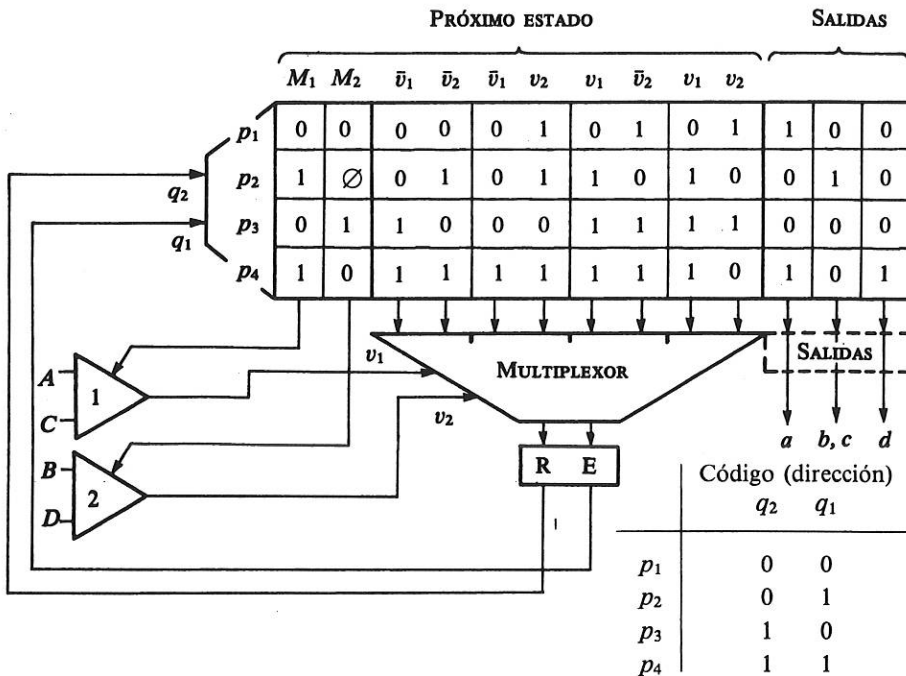 PRÓXIMO ESTADO SALIDAS
M₁ M₂ v̄₁ v̄₂ v̄₁ v₂ v₁ v̄₂ v₁ v₂
p₁ 0 0 0 0 0 1 0 1 0 1 1 0 0
p₂ 1 ∅ 0 1 0 1 1 0 1 0 0 1 0
q₂
p₃ 0 1 1 0 0 0 1 1 1 1 0 0 0
q₁
p₄ 1 0 1 1 1 1 1 1 1 0 1 0 1
SALIDAS
MULTIPLEXOR
v₁
A
1
C
v₂
a b, c d
B
R E
2
D
Código (dirección)
q₂ q₁
p₁ 0 0
p₂ 0 1
p₃ 1 0
p₄ 1 1